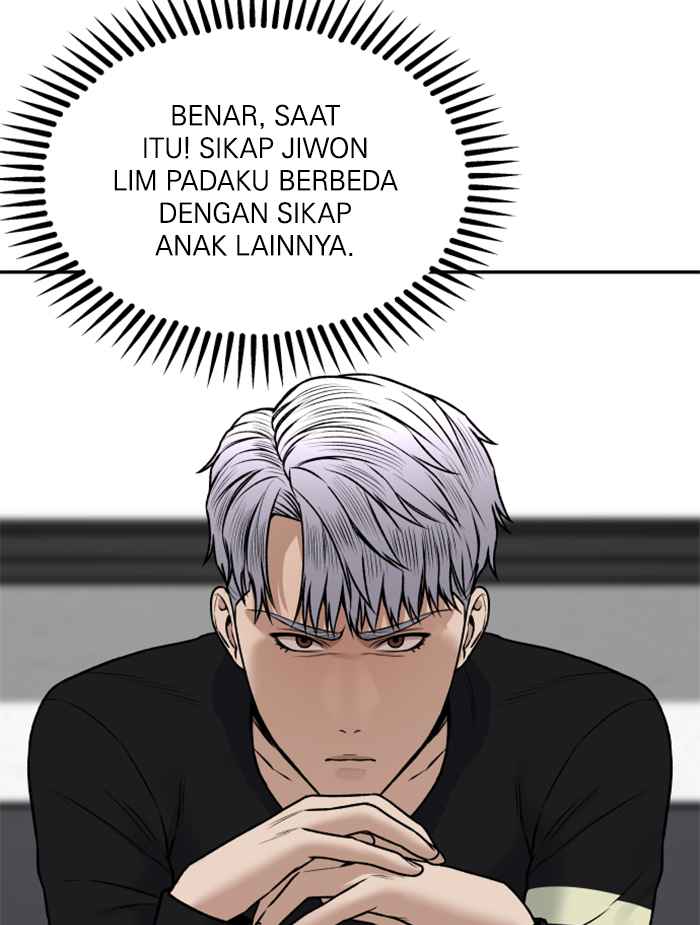 BENAR, SAAT
ITU! SIKAP JIWON
LIM PADAKU BERBEDA
DENGAN SIKAP
ANAK LAINNYA.